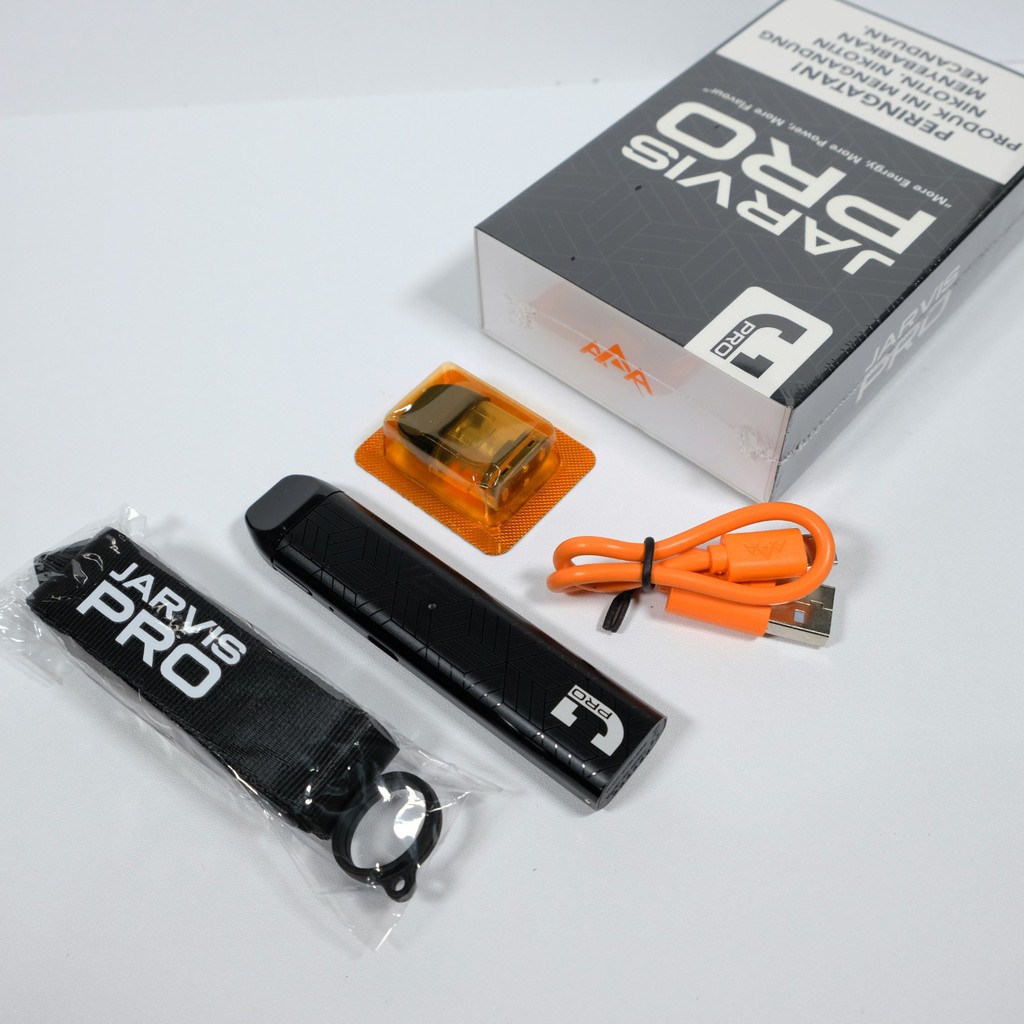 PERINGATAN!
PRODUK INI MENGANDUNG
NIKOTIN, NIKOTIN
MENYEBABKAN
KECANDUAN.
"More Energy, More Power, More Flavour"
JARVIS
PRO
J
PRO
JARVIS
PRO
JARVIS
PRO
J
PRO